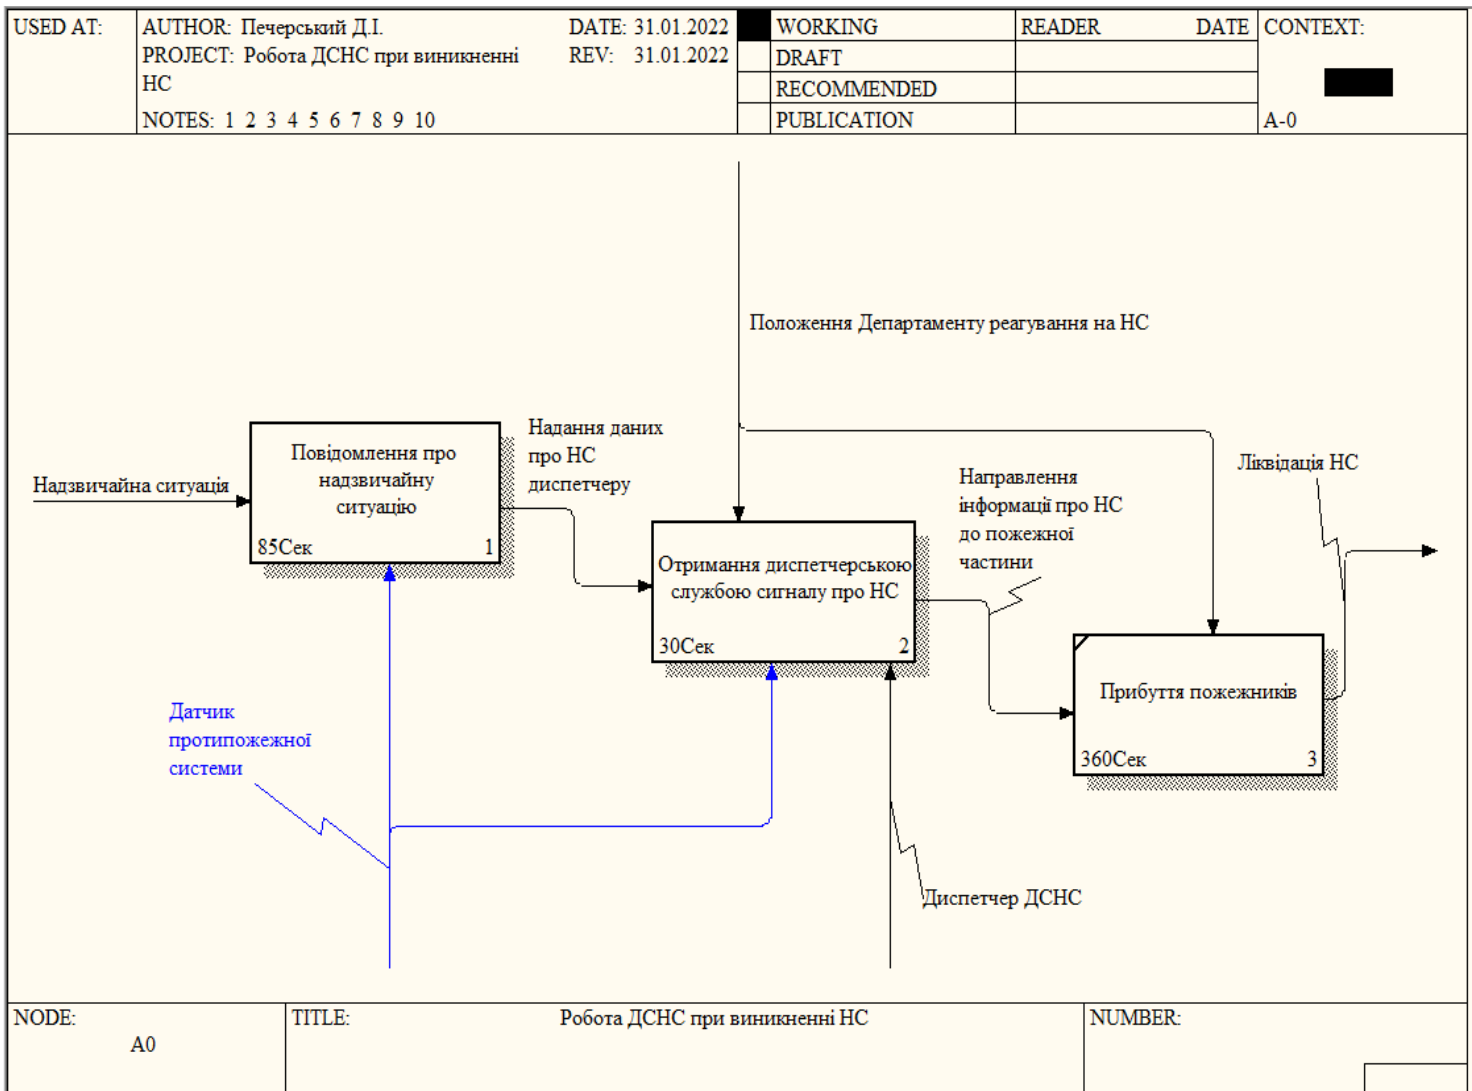 USED AT:
AUTHOR: Печерський Д.І.
DATE: 31.01.2022
PROJECT: Робота ДСНС при виникненні
НС
REV: 31.01.2022
NOTES: 1 2 3 4 5 6 7 8 9 10
WORKING
DRAFT
RECOMMENDED
PUBLICATION
READER
DATE
CONTEXT:
A-0
Положення Департаменту реагування на НС
Надзвичайна ситуація
Повідомлення про
надзвичайну
ситуацію
85Сек
1
Надання даних
про НС
диспетчеру
Отримання диспетчерською
службою сигналу про НС
30Сек
2
Направлення
інформації про НС
до пожежної
частини
Ліквідація НС
Прибуття пожежників
360Сек
3
Датчик
протипожежної
системи
Диспетчер ДСНС
NODE:
A0
TITLE:
Робота ДСНС при виникненні НС
NUMBER: